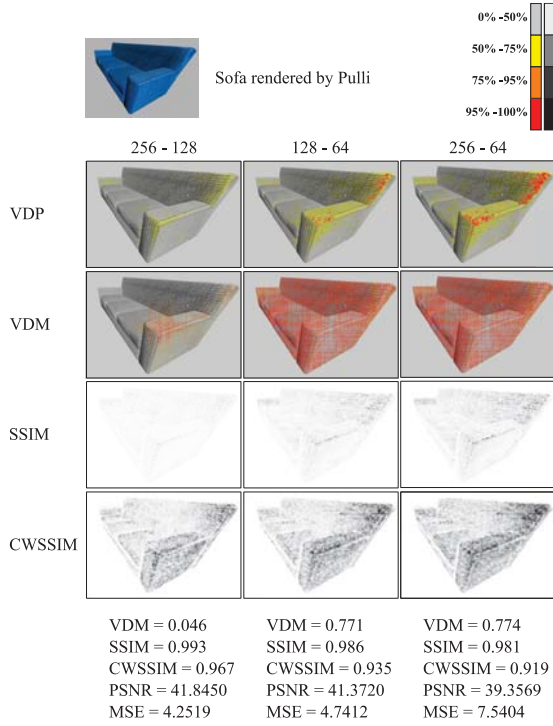 0% -50%
Sofa rendered by Pulli
50% -75%
75% -95%
95% -100%
256 - 128 128 - 64 256 - 64
VDP
VDM
SSIM
CWSSIM
VDM = 0.046 VDM = 0.771 VDM = 0.774
SSIM = 0.993 SSIM = 0.986 SSIM = 0.981
CWSSIM = 0.967 CWSSIM = 0.935 CWSSIM = 0.919
PSNR = 41.8450 PSNR = 41.3720 PSNR = 39.3569
MSE = 4.2519 MSE = 4.7412 MSE = 7.5404